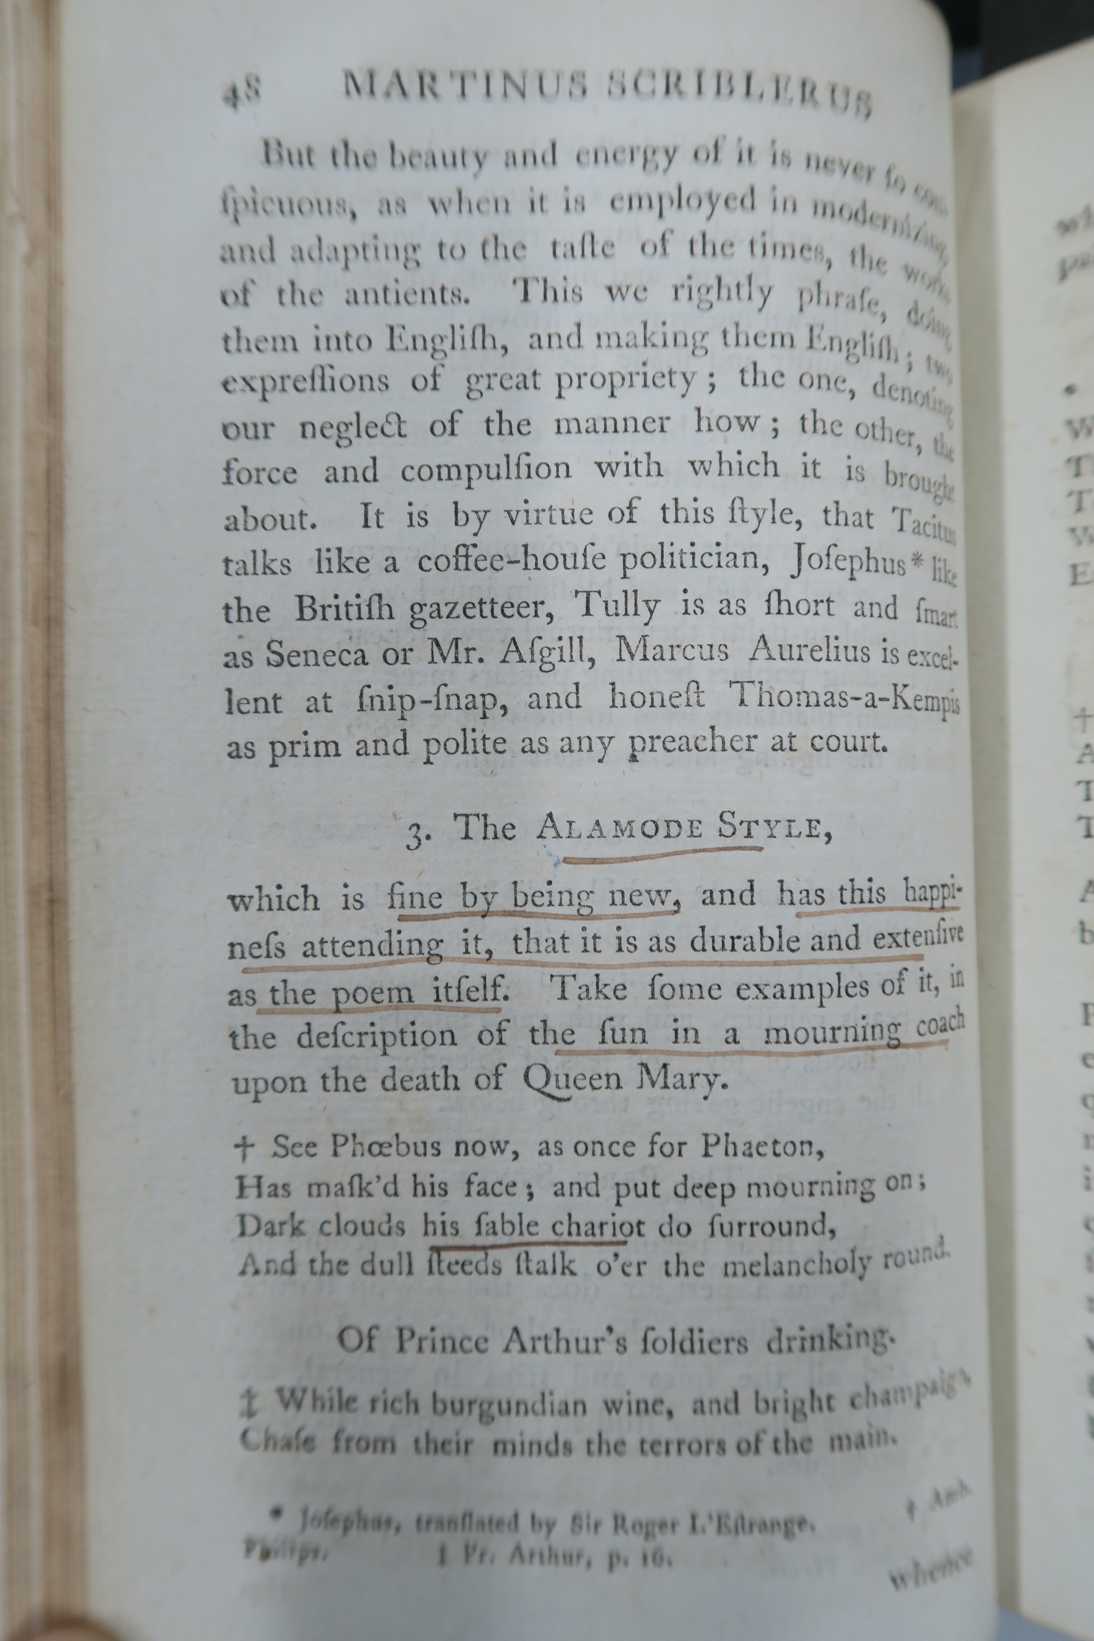 48 MARTINUS SCRIBLERUS,
But the beauty and energy of it is never ſo con-
ſpicuous, as when it is employed in modernizing,
and adapting to the taſte of the times, the works
of the antients. This we rightly phraſe, doing
them into Engliſh, and making them Engliſh; two
expreſſions of great propriety; the one, denoting
our neglect of the manner how; the other, the
force and compulſion with which it is brought
about. It is by virtue of this ſtyle, that Tacitus
talks like a coffee-houſe politician, Joſephus* like
the Britiſh gazetteer, Tully is as ſhort and ſmart
as Seneca or Mr. Aſgill, Marcus Aurelius is excel-
lent at ſnip-ſnap, and honeſt Thomas-a-Kempis
as prim and polite as any preacher at court.
3. The ALAMODE STYLE,
which is fine by being new, and has this happi-
neſs attending it, that it is as durable and extenſive
as the poem itſelf. Take ſome examples of it, in
the deſcription of the ſun in a mourning coach
upon the death of Queen Mary.
† See Phœbus now, as once for Phaeton,
Has maſk'd his face; and put deep mourning on;
Dark clouds his ſable chariot do ſurround,
And the dull ſteeds ſtalk o'er the melancholy round.
Of Prince Arthur's ſoldiers drinking.
‡ While rich burgundian wine, and bright champaign,
Chaſe from their minds the terrors of the main.
* Joſephus, tranſlated by Sir Roger L'Eſtrange. † Amb.
Philips. ‡ Pr. Arthur, p. 16.
whence